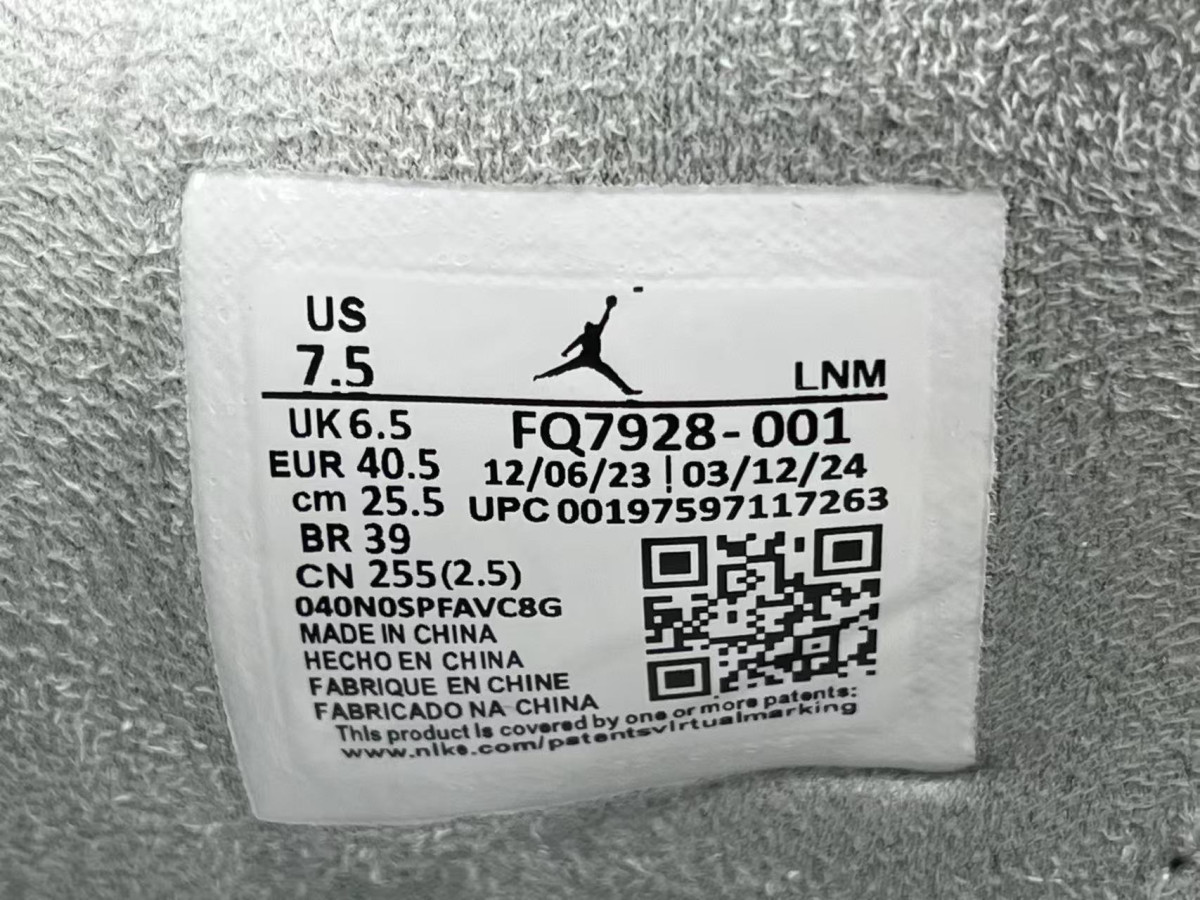 US
7.5
LNM
UK 6.5
FQ7928-001
EUR 40.5
12/06/23 | 03/12/24
cm 25.5
UPC 00197597117263
BR 39
CN 255(2.5)
040N0SPFAVC8G
MADE IN CHINA
HECHO EN CHINA
FABRIQUE EN CHINE
FABRICADO NA CHINA
This product is covered by one or more patents:
www.nike.com/patentsvirtualmarking